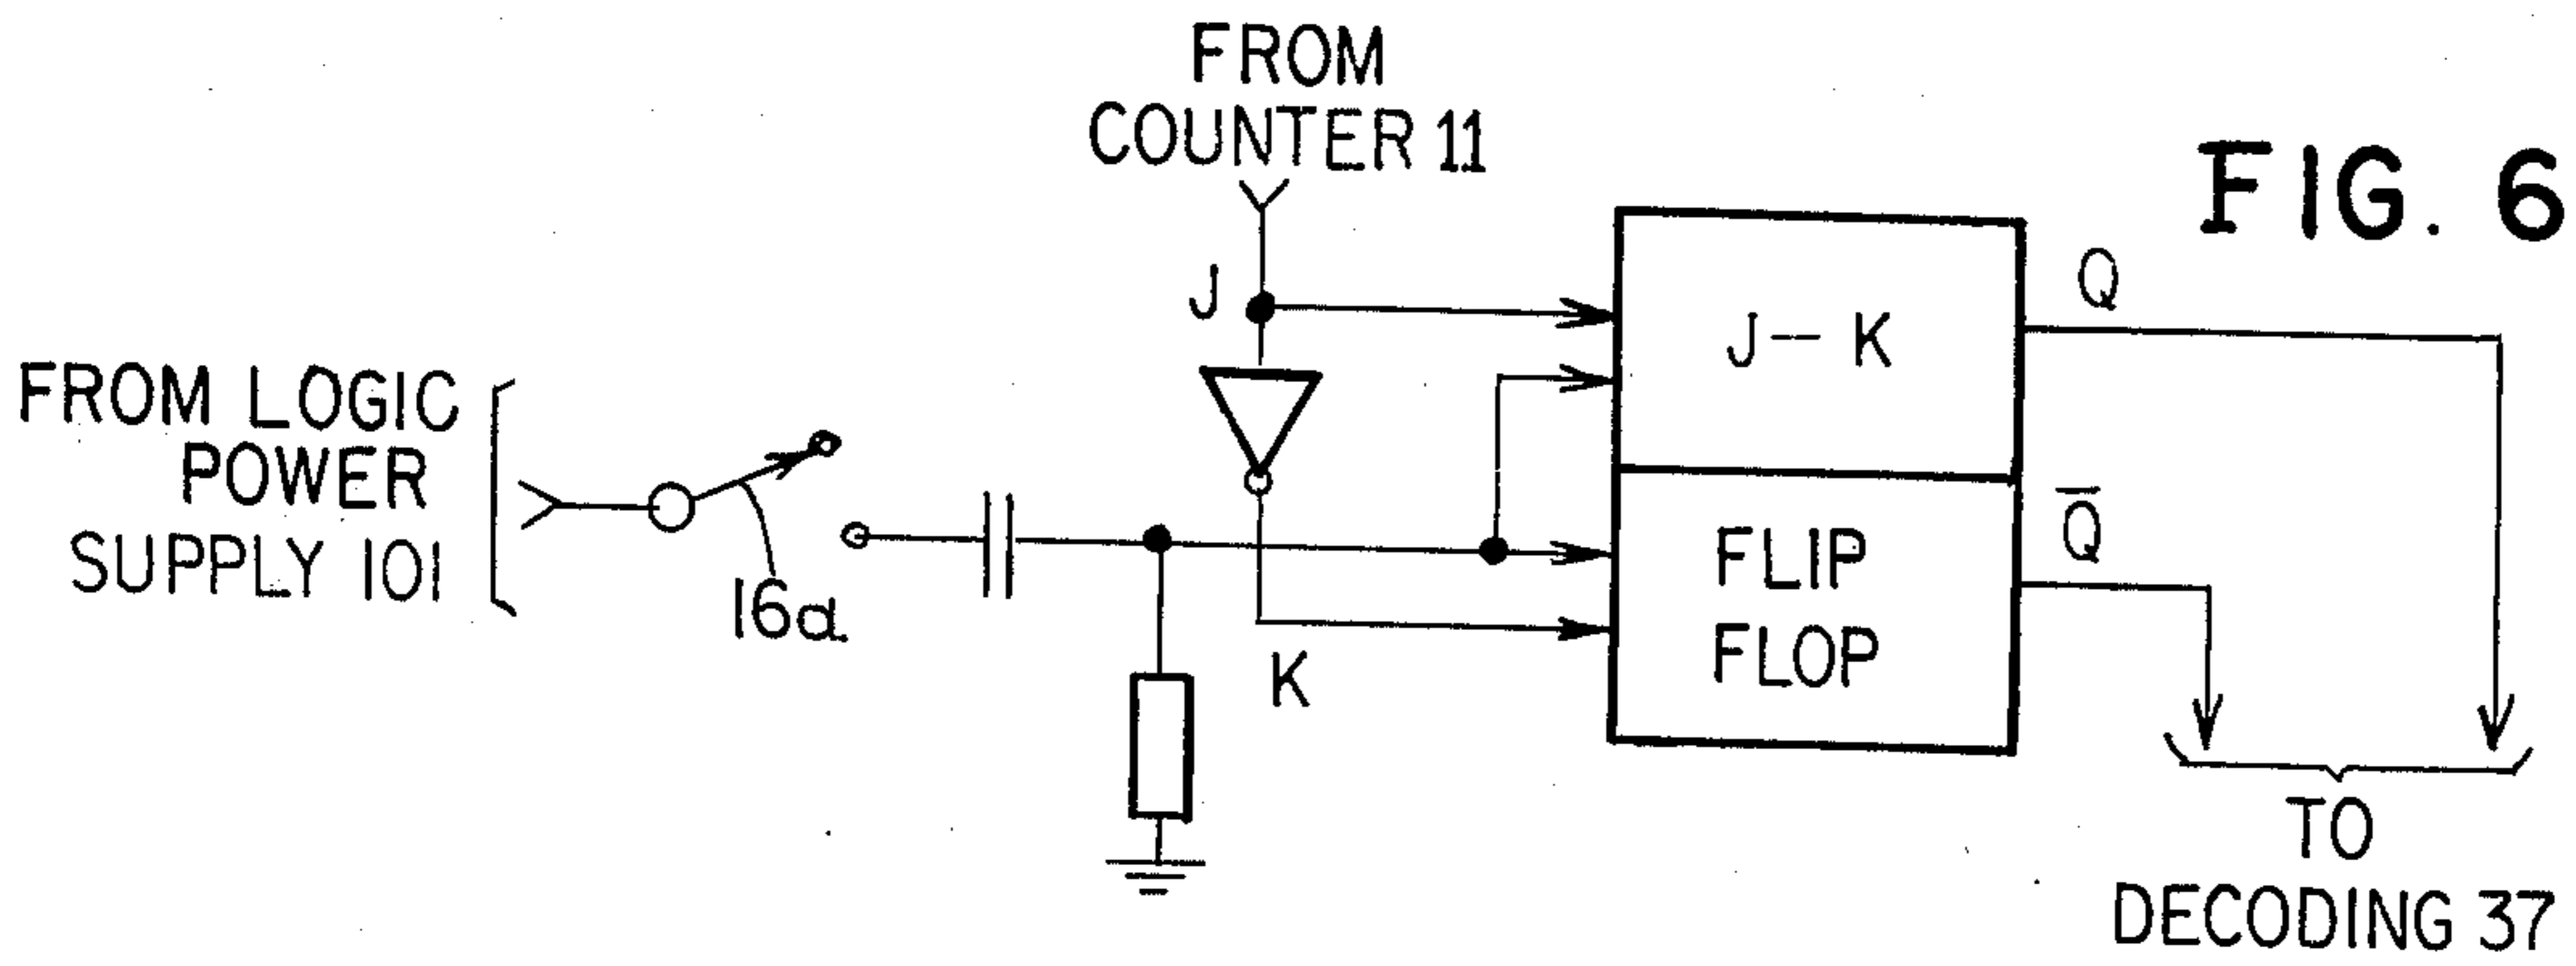 FROM
COUNTER 11
FIG. 6
J
Q
J-K
FROM LOGIC
POWER
SUPPLY 101
16a
Q̅
FLIP
FLOP
K
TO
DECODING 37